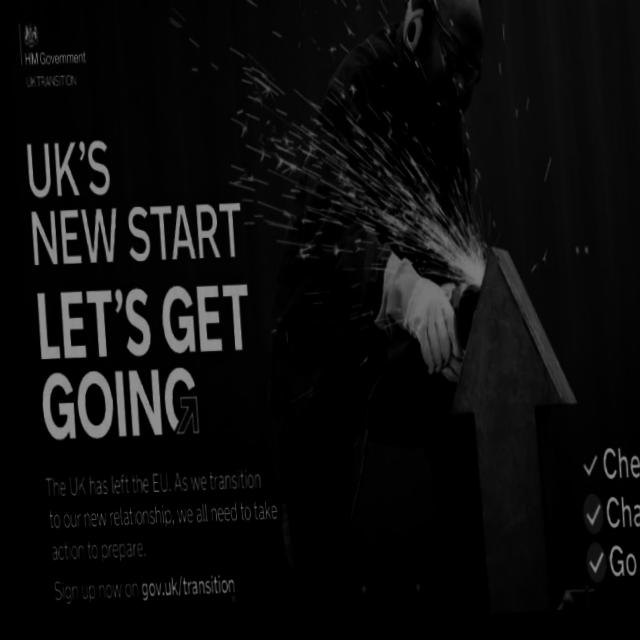 HM Government
UK TRANSITION
UK'S
NEW START
LET'S GET
GOING
The UK has left the EU. As we transition
to our new relationship, we all need to take
action to prepare.
Sign up now on gov.uk/transition
Che
Cha
Go